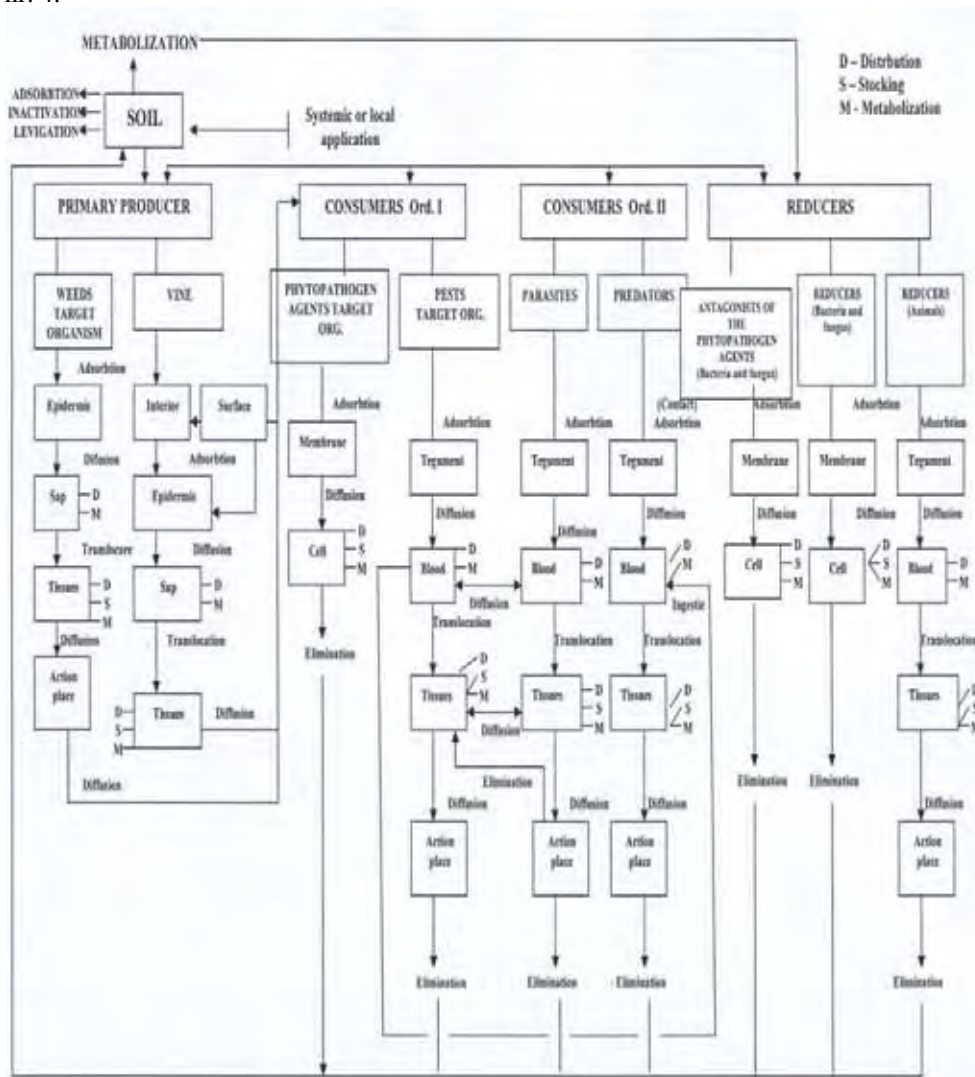 nr. 4.
METABOLIZATION
D – Distrbution
S – Stocking
M - Metabolization
ADSORBTION
INACTIVATION
LEVIGATION
SOIL
Systemic or local
application
PRIMARY PRODUCER
CONSUMERS Ord. I
CONSUMERS Ord. II
REDUCERS
WEEDS
TARGET
ORGANISM
VINE
PHYTOPATHOGEN
AGENTS TARGET
ORG.
PESTS
TARGET ORG.
PARASITES
PREDATORS
ANTAGONISTS OF
THE
PHYTOPATHOGEN
AGENTS
(Bacteria and fungus)
REDUCERS
(Bacteria and
fungus)
REDUCERS
(Animals)
Adsorbtion
Epidermis
Interior
Surface
Adsorbtion
Membrane
Adsorbtion
Tegument
Adsorbtion
Tegument
(Contact)
Adsorbtion
Tegument
Adsorbtion
Membrane
Adsorbtion
Membrane
Adsorbtion
Tegument
Difusion
Adsorbtion
Sap
D
M
Epidermis
Diffusion
Diffusion
Diffusion
Diffusion
Diffusion
Diffusion
Diffusion
Diffusion
Cell
D
S
M
Blood
D
M
Blood
D
M
Blood
D
M
Cell
D
S
M
Cell
D
S
M
Blood
D
M
Diffusion
Ingestie
Tissues
D
S
M
Sap
D
M
Diffusion
Translocation
Elimination
Translocation
Translocation
Translocation
Translocation
Action
place
Tissues
D
S
M
Diffusion
Tissues
D
S
M
Diffusion
Tissues
D
S
M
Tissues
D
S
M
Tissues
D
S
M
Diffusion
Elimination
Elimination
Elimination
Diffusion
Diffusion
Diffusion
Diffusion
Action
place
Action
place
Action
place
Action
place
Elimination
Elimination
Elimination
Elimination